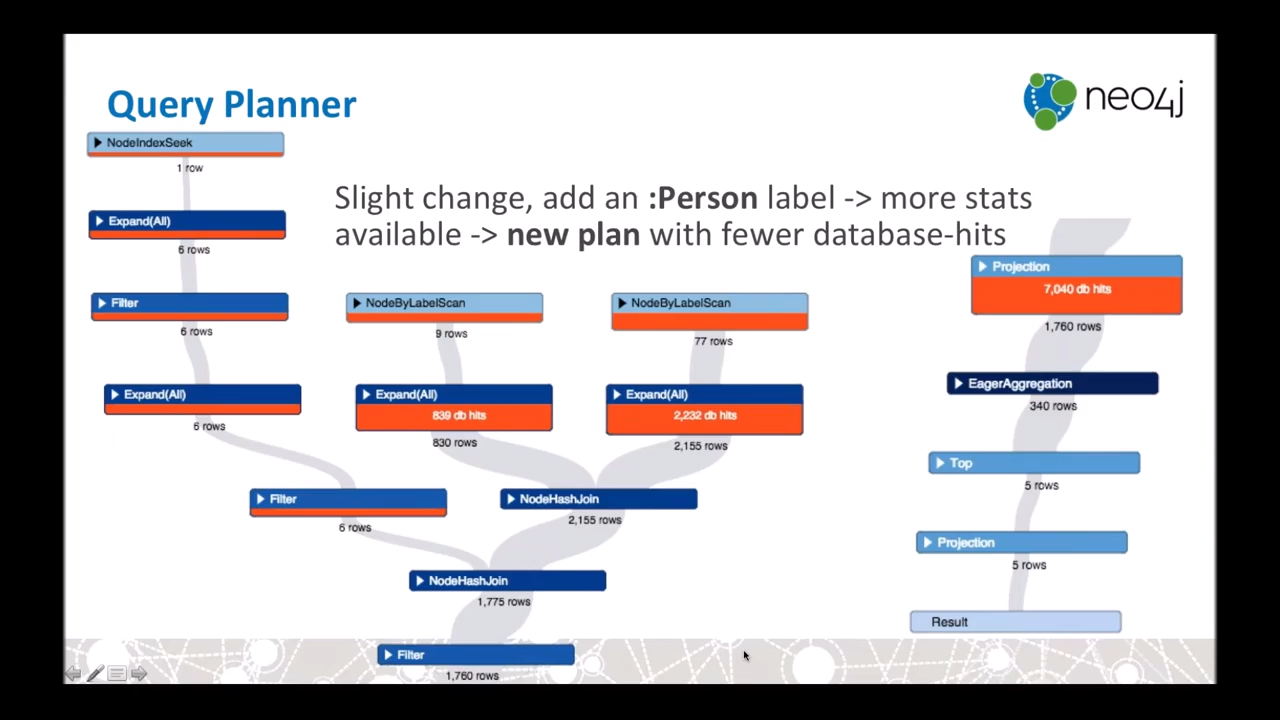 Query Planner
neo4j
Slight change, add an :Person label -> more stats
available -> new plan with fewer database-hits
NodeIndexSeek
1 row
Expand(All)
6 rows
Filter
6 rows
Expand(All)
6 rows
Filter
6 rows
NodeByLabelScan
9 rows
Expand(All)
839 db hits
830 rows
NodeByLabelScan
77 rows
Expand(All)
2,232 db hits
2,155 rows
NodeHashJoin
2,155 rows
NodeHashJoin
1,775 rows
Filter
1,760 rows
Projection
7,040 db hits
1,760 rows
EagerAggregation
340 rows
Top
5 rows
Projection
5 rows
Result